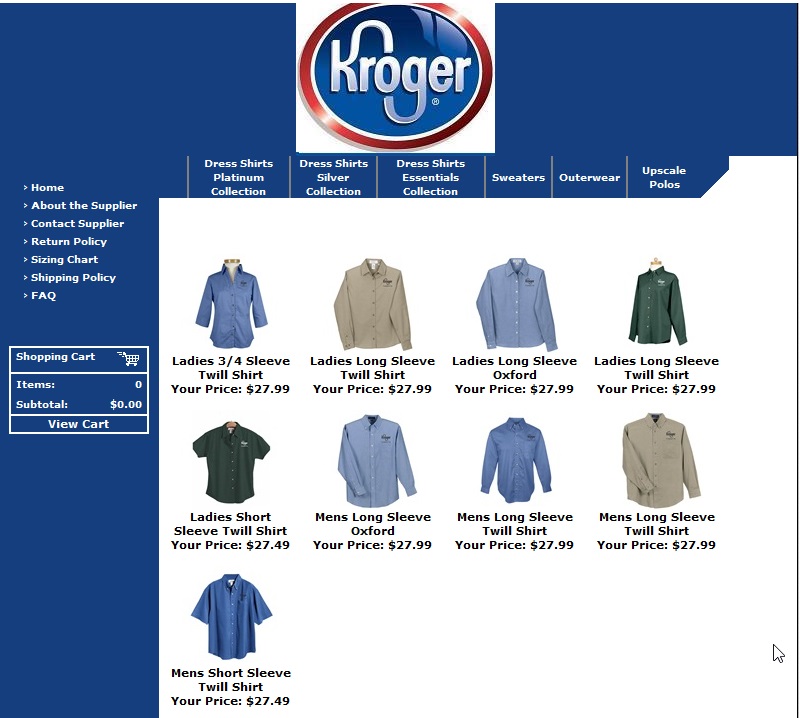 Kroger
®
Dress Shirts
Platinum
Collection
Dress Shirts
Silver
Collection
Dress Shirts
Essentials
Collection
Sweaters
Outerwear
Upscale
Polos
› Home
› About the Supplier
› Contact Supplier
› Return Policy
› Sizing Chart
› Shipping Policy
› FAQ
Shopping Cart
Items: 0
Subtotal: $0.00
View Cart
Ladies 3/4 Sleeve
Twill Shirt
Your Price: $27.99
Ladies Long Sleeve
Twill Shirt
Your Price: $27.99
Ladies Long Sleeve
Oxford
Your Price: $27.99
Ladies Long Sleeve
Twill Shirt
Your Price: $27.99
Ladies Short
Sleeve Twill Shirt
Your Price: $27.49
Mens Long Sleeve
Oxford
Your Price: $27.99
Mens Long Sleeve
Twill Shirt
Your Price: $27.99
Mens Long Sleeve
Twill Shirt
Your Price: $27.99
Mens Short Sleeve
Twill Shirt
Your Price: $27.49